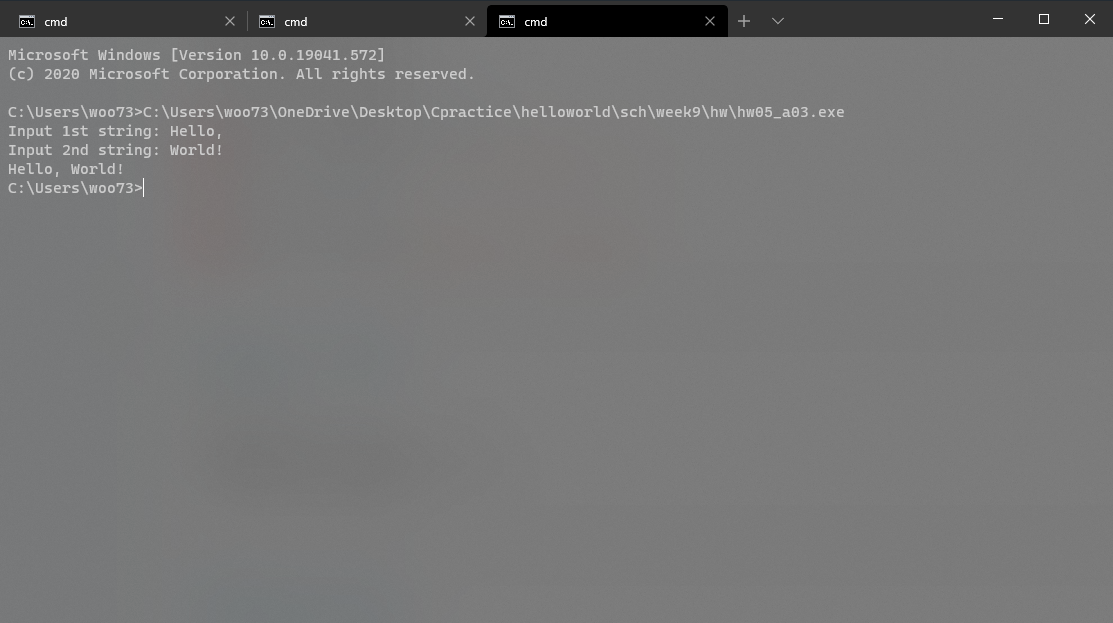 cmd
cmd
cmd
Microsoft Windows [Version 10.0.19041.572]
(c) 2020 Microsoft Corporation. All rights reserved.
C:\Users\woo73>C:\Users\woo73\OneDrive\Desktop\Cpractice\helloworld\sch\week9\hw\hw05_a03.exe
Input 1st string: Hello,
Input 2nd string: World!
Hello, World!
C:\Users\woo73>